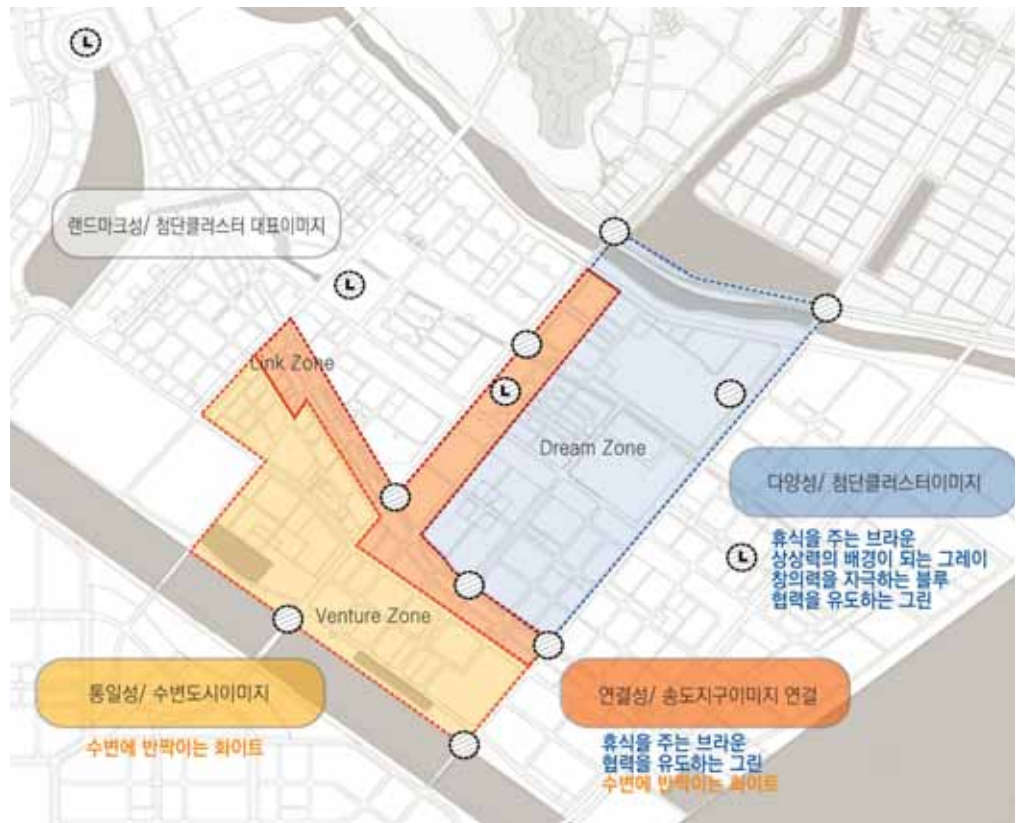 랜드마크성/ 첨단클러스터 대표이미지
Link Zone
Dream Zone
다양성/ 첨단클러스터이미지
휴식을 주는 브라운
상상력의 배경이 되는 그레이
창의력을 자극하는 블루
협력을 유도하는 그린
Venture Zone
통일성/ 수변도시이미지
수변에 반짝이는 화이트
연결성/ 송도지구이미지 연결
휴식을 주는 브라운
협력을 유도하는 그린
수변에 반짝이는 화이트
L
L
L
L